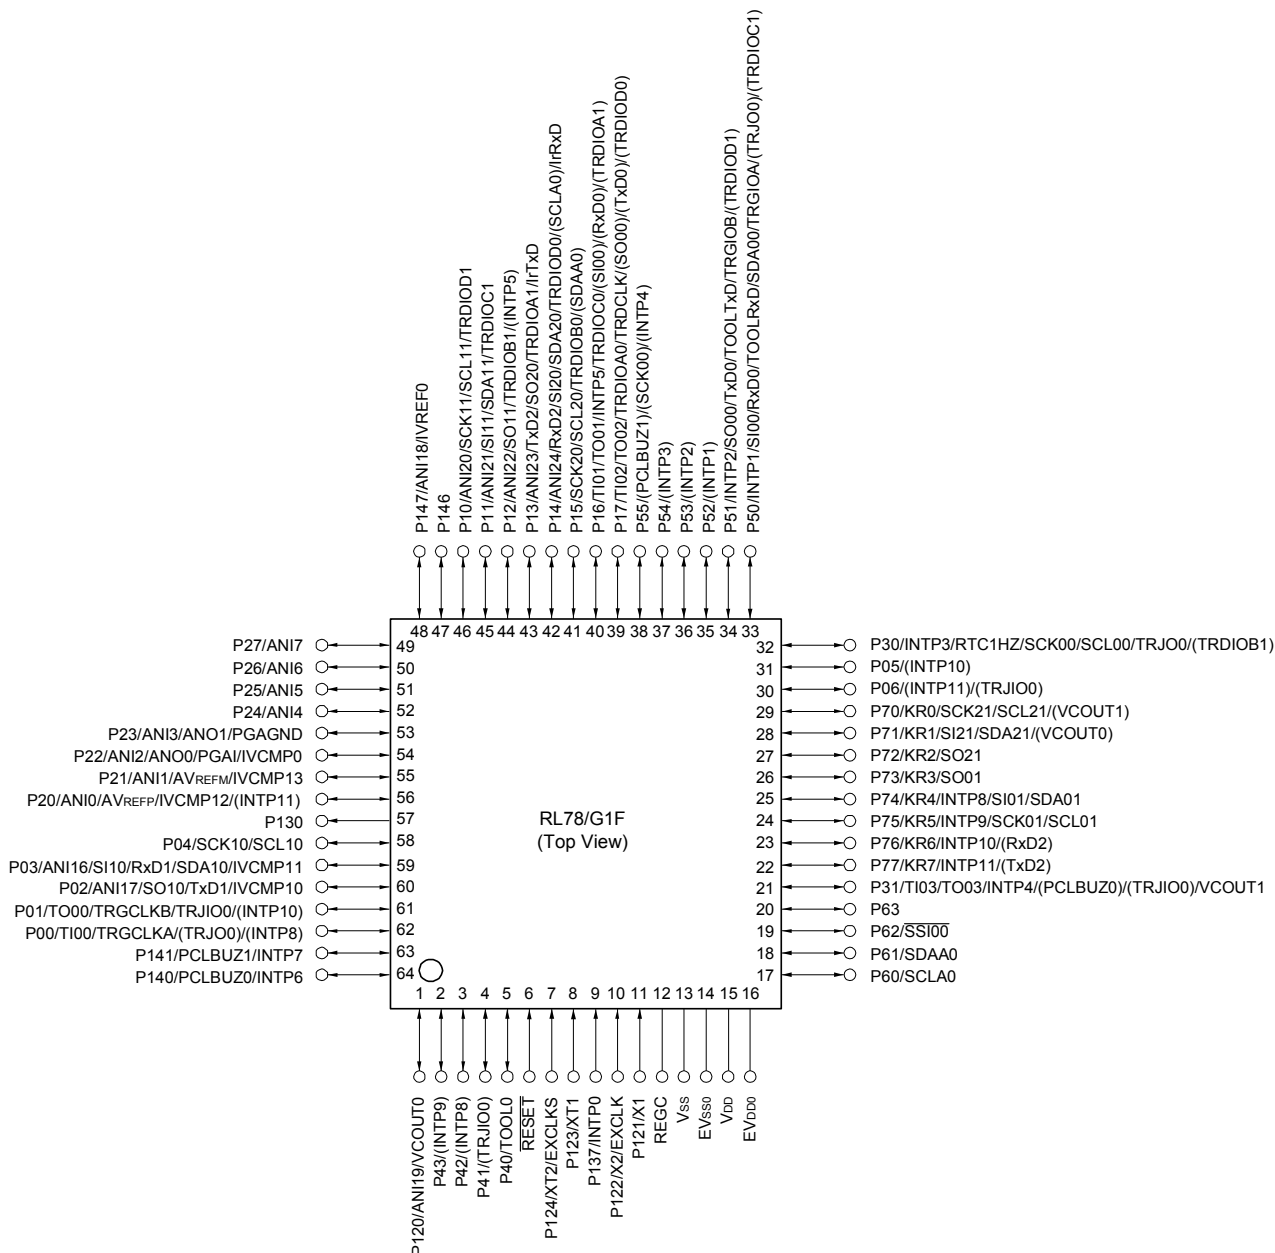 P147/ANI18/IVREF0
P146
P10/ANI20/SCK11/SCL11/TRDIOD1
P11/ANI21/SI11/SDA11/TRDIOC1
P12/ANI22/SO11/TRDIOB1/(INTP5)
P13/ANI23/TxD2/SO20/TRDIOA1/IrTxD
P14/ANI24/RxD2/SI20/SDA20/TRDIOD0/(SCLA0)/IrRxD
P15/SCK20/SCL20/TRDIOB0/(SDAA0)
P16/TI01/TO01/INTP5/TRDIOC0/(SI00)/(RxD0)/(TRDIOA1)
P17/TI02/TO02/TRDIOA0/TRDCLK/(SO00)/(TxD0)/(TRDIOD0)
P55/(PCLBUZ1)/(SCK00)/(INTP4)
P54/(INTP3)
P53/(INTP2)
P52/(INTP1)
P51/INTP2/SO00/TxD0/TOOLTxD/TRGIOB/(TRDIOD1)
P50/INTP1/SI00/RxD0/TOOLRxD/SDA00/TRGIOA/(TRJO0)/(TRDIOC1)
48 47 46 45 44 43 42 41 40 39 38 37 36 35 34 33
P27/ANI7 49
P26/ANI6 50
P25/ANI5 51
P24/ANI4 52
P23/ANI3/ANO1/PGAGND 53
P22/ANI2/ANO0/PGAI/IVCMP0 54
P21/ANI1/AVREFM/IVCMP13 55
P20/ANI0/AVREFP/IVCMP12/(INTP11) 56
P130 57
P04/SCK10/SCL10 58
P03/ANI16/SI10/RxD1/SDA10/IVCMP11 59
P02/ANI17/SO10/TxD1/IVCMP10 60
P01/TO00/TRGCLKB/TRJIO0/(INTP10) 61
P00/TI00/TRGCLKA/(TRJO0)/(INTP8) 62
P141/PCLBUZ1/INTP7 63
P140/PCLBUZ0/INTP6 64
RL78/G1F
(Top View)
32 P30/INTP3/RTC1HZ/SCK00/SCL00/TRJO0/(TRDIOB1)
31 P05/(INTP10)
30 P06/(INTP11)/(TRJIO0)
29 P70/KR0/SCK21/SCL21/(VCOUT1)
28 P71/KR1/SI21/SDA21/(VCOUT0)
27 P72/KR2/SO21
26 P73/KR3/SO01
25 P74/KR4/INTP8/SI01/SDA01
24 P75/KR5/INTP9/SCK01/SCL01
23 P76/KR6/INTP10/(RxD2)
22 P77/KR7/INTP11/(TxD2)
21 P31/TI03/TO03/INTP4/(PCLBUZ0)/(TRJIO0)/VCOUT1
20 P63
19 P62/SSI00
18 P61/SDAA0
17 P60/SCLA0
1 2 3 4 5 6 7 8 9 10 11 12 13 14 15 16
P120/ANI19/VCOUT0
P43/(INTP9)
P42/(INTP8)
P41/(TRJIO0)
P40/TOOL0
RESET
P124/XT2/EXCLKS
P123/XT1
P137/INTP0
P122/X2/EXCLK
P121/X1
REGC
VSS
EVSS0
VDD
EVDD0